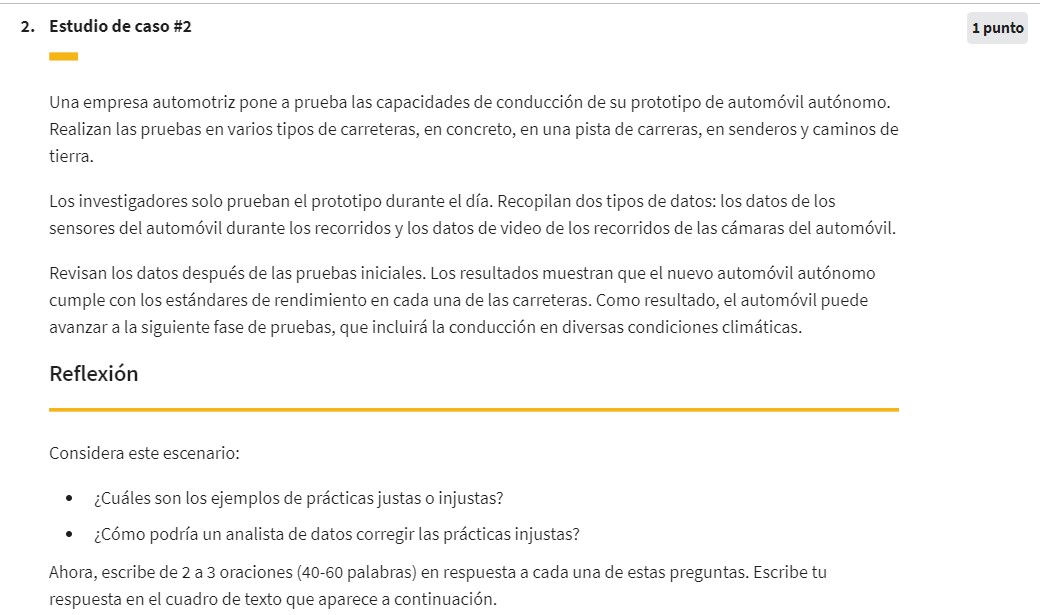 2. Estudio de caso #2
1 punto
Una empresa automotriz pone a prueba las capacidades de conducción de su prototipo de automóvil autónomo.
Realizan las pruebas en varios tipos de carreteras, en concreto, en una pista de carreras, en senderos y caminos de
tierra.
Los investigadores solo prueban el prototipo durante el día. Recopilan dos tipos de datos: los datos de los
sensores del automóvil durante los recorridos y los datos de video de los recorridos de las cámaras del automóvil.
Revisan los datos después de las pruebas iniciales. Los resultados muestran que el nuevo automóvil autónomo
cumple con los estándares de rendimiento en cada una de las carreteras. Como resultado, el automóvil puede
avanzar a la siguiente fase de pruebas, que incluirá la conducción en diversas condiciones climáticas.
Reflexión
Considera este escenario:
• ¿Cuáles son los ejemplos de prácticas justas o injustas?
• ¿Cómo podría un analista de datos corregir las prácticas injustas?
Ahora, escribe de 2 a 3 oraciones (40-60 palabras) en respuesta a cada una de estas preguntas. Escribe tu
respuesta en el cuadro de texto que aparece a continuación.